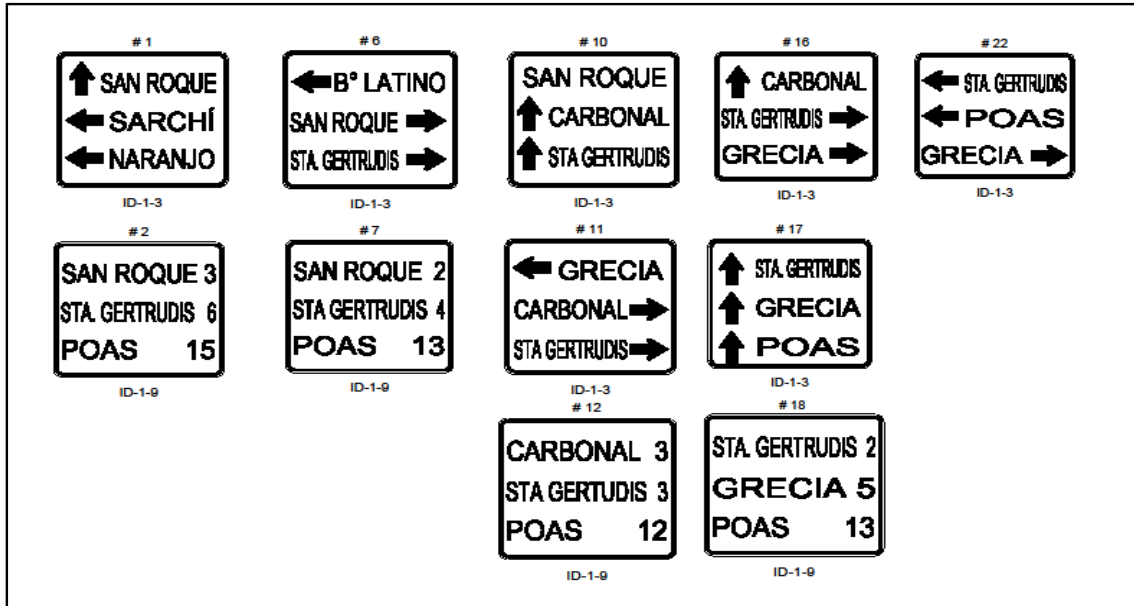 # 1
↑ SAN ROQUE
← SARCHÍ
← NARANJO
ID-1-3
# 6
← Bº LATINO
SAN ROQUE →
STA. GERTRUDIS →
ID-1-3
# 10
SAN ROQUE
↑ CARBONAL
↑ STA GERTRUDIS
# 16
↑ CARBONAL
STA. GERTRUDIS →
GRECIA →
ID-1-3
# 22
← STA. GERTRUDIS
← POAS
GRECIA →
ID-1-3
# 2
SAN ROQUE 3
STA. GERTRUDIS 6
POAS 15
ID-1-9
# 7
SAN ROQUE 2
STA GERTRUDIS 4
POAS 13
ID-1-9
# 11
← GRECIA
CARBONAL →
STA GERTRUDIS →
ID-1-3
# 17
↑ STA. GERTRUDIS
↑ GRECIA
↑ POAS
ID-1-3
# 12
CARBONAL 3
STA GERTUDIS 3
POAS 12
ID-1-9
# 18
STA. GERTRUDIS 2
GRECIA 5
POAS 13
ID-1-9